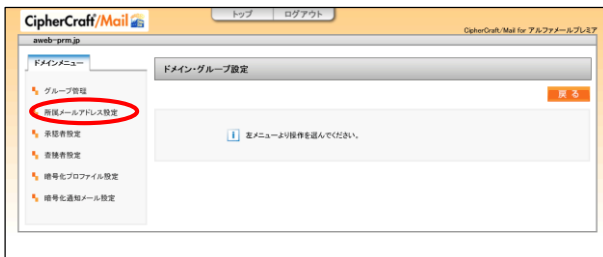 CipherCraft/Mail
トップ ログアウト
CipherCraft/Mail for アルファメールプレミア
aweb-prm.jp
ドメインメニュー
ドメイン・グループ設定
グループ管理
戻る
所属メールアドレス設定
承認者設定
左メニューより操作を選んでください。
査検者設定
暗号化プロファイル設定
暗号化通知メール設定